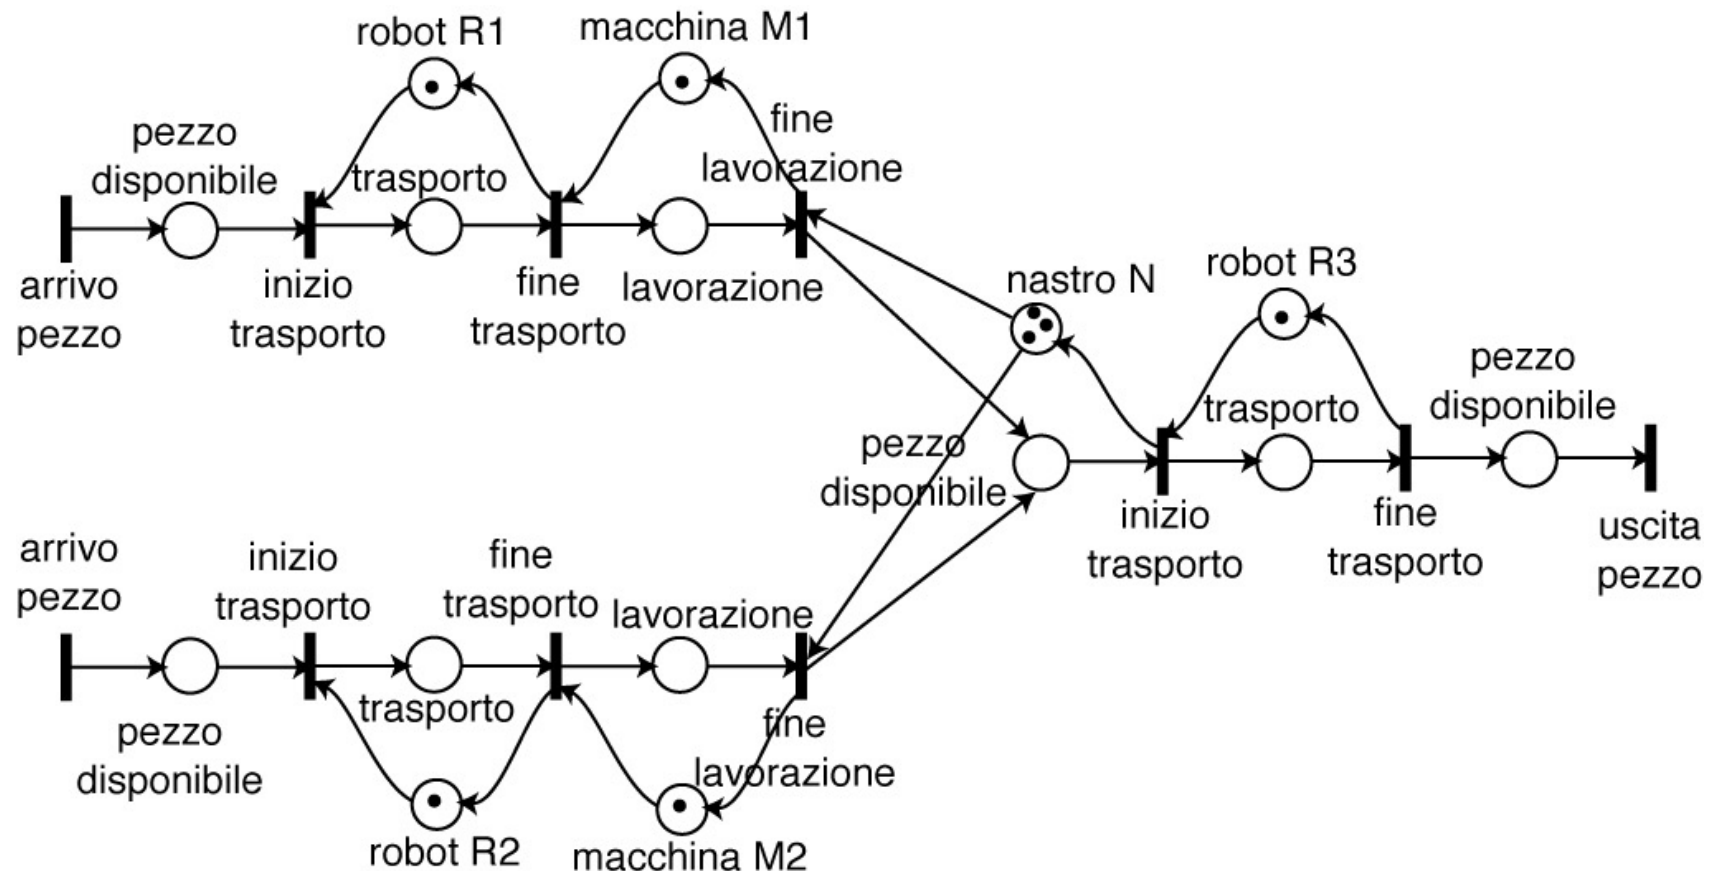 robot R1
macchina M1
pezzo
disponibile
trasporto
fine
lavorazione
arrivo
pezzo
inizio
trasporto
fine
trasporto
lavorazione
nastro N
robot R3
trasporto
pezzo
disponibile
pezzo
disponibile
inizio
trasporto
fine
trasporto
uscita
pezzo
arrivo
pezzo
inizio
trasporto
fine
trasporto
lavorazione
pezzo
disponibile
trasporto
fine
lavorazione
robot R2
macchina M2